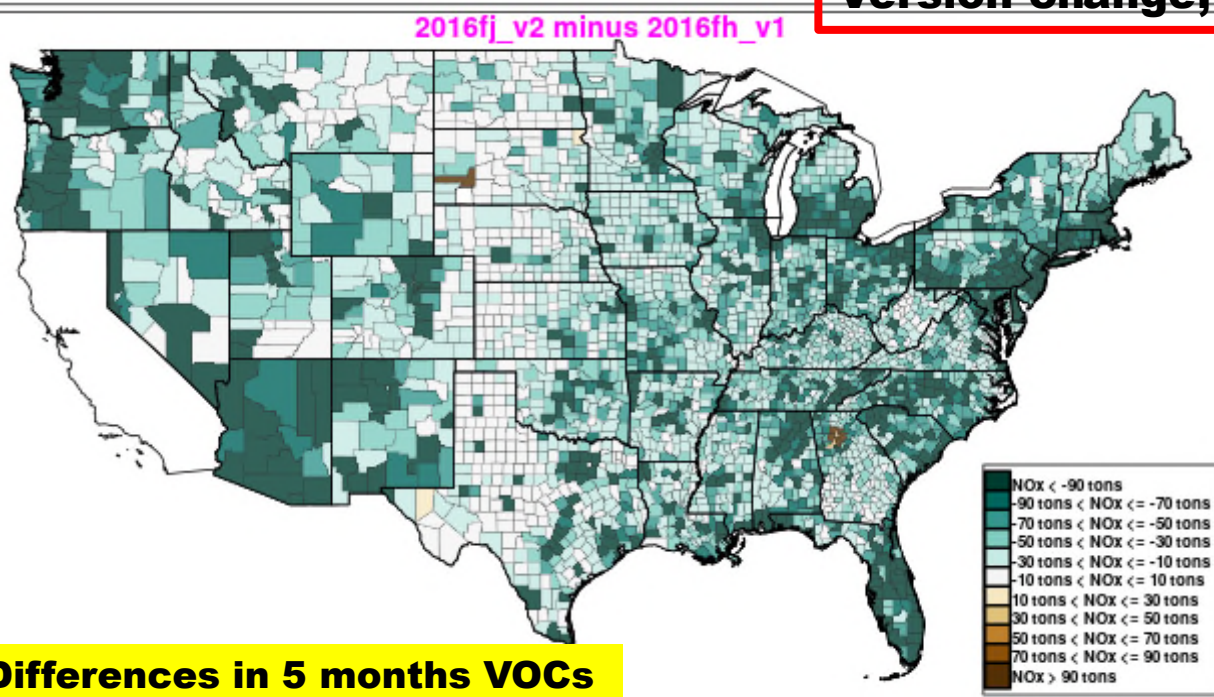 version change,
2016fj_v2 minus 2016fh_v1
NOx < -90 tons
-90 tons < NOx <= -70 tons
-70 tons < NOx <= -50 tons
-50 tons < NOx <= -30 tons
-30 tons < NOx <= -10 tons
-10 tons < NOx <= 10 tons
10 tons < NOx <= 30 tons
30 tons < NOx <= 50 tons
50 tons < NOx <= 70 tons
70 tons < NOx <= 90 tons
NOx > 90 tons
Differences in 5 months VOCs